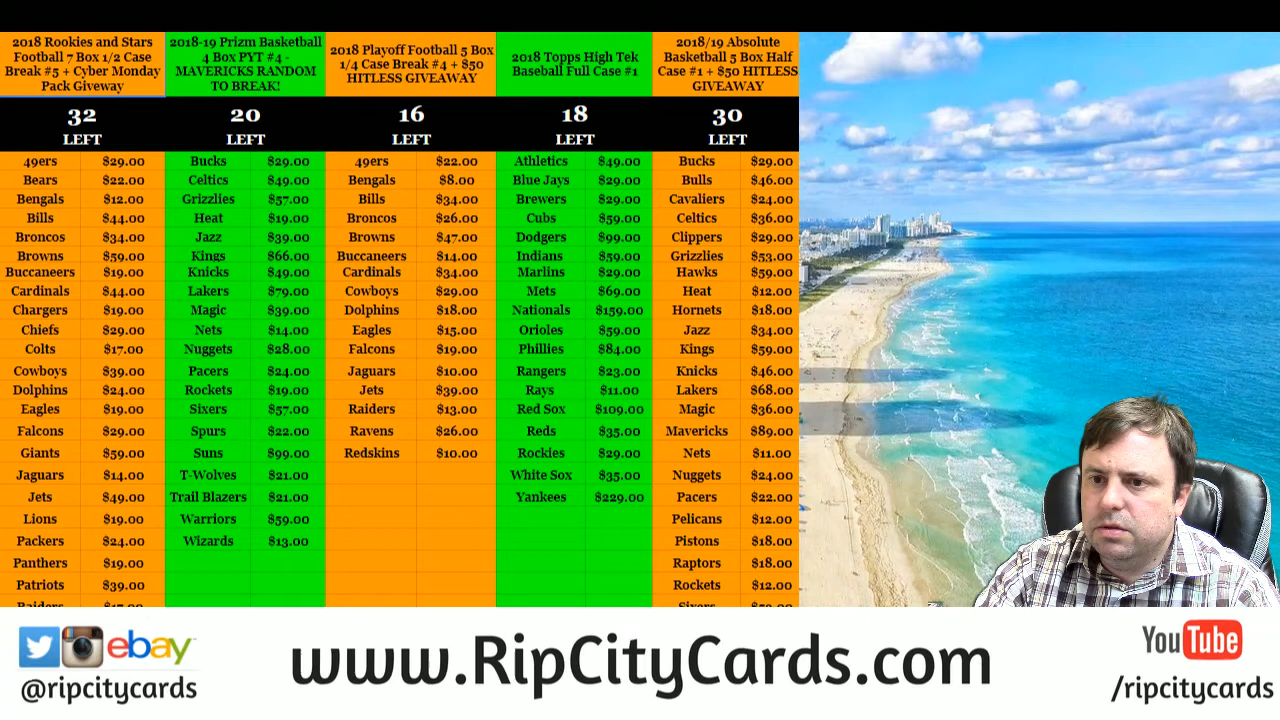 2018 Rookies and Stars
Football 7 Box 1/2 Case
Break #5 + Cyber Monday
Pack Giveway
32
LEFT
49ers $29.00
Bears $22.00
Bengals $12.00
Bills $44.00
Broncos $34.00
Browns $59.00
Buccaneers $19.00
Cardinals $44.00
Chargers $19.00
Chiefs $29.00
Colts $17.00
Cowboys $39.00
Dolphins $24.00
Eagles $19.00
Falcons $29.00
Giants $59.00
Jaguars $14.00
Jets $49.00
Lions $19.00
Packers $24.00
Panthers $19.00
Patriots $39.00
Raiders $17.00
2018-19 Prizm Basketball
4 Box PYT #4 -
MAVERICKS RANDOM
TO BREAK!
20
LEFT
Bucks $29.00
Celtics $49.00
Grizzlies $57.00
Heat $19.00
Jazz $39.00
Kings $66.00
Knicks $49.00
Lakers $79.00
Magic $39.00
Nets $14.00
Nuggets $28.00
Pacers $24.00
Rockets $19.00
Sixers $57.00
Spurs $22.00
Suns $99.00
T-Wolves $21.00
Trail Blazers $21.00
Warriors $59.00
Wizards $13.00
2018 Playoff Football 5 Box
1/4 Case Break #4 + $50
HITLESS GIVEAWAY
16
LEFT
49ers $22.00
Bengals $8.00
Bills $34.00
Broncos $26.00
Browns $47.00
Buccaneers $14.00
Cardinals $34.00
Cowboys $29.00
Dolphins $18.00
Eagles $15.00
Falcons $19.00
Jaguars $10.00
Jets $39.00
Raiders $13.00
Ravens $26.00
Redskins $10.00
2018 Topps High Tek
Baseball Full Case #1
18
LEFT
Athletics $49.00
Blue Jays $29.00
Brewers $29.00
Cubs $59.00
Dodgers $99.00
Indians $59.00
Marlins $29.00
Mets $69.00
Nationals $159.00
Orioles $59.00
Phillies $84.00
Rangers $23.00
Rays $11.00
Red Sox $109.00
Reds $35.00
Rockies $29.00
White Sox $35.00
Yankees $229.00
2018/19 Absolute
Basketball 5 Box Half
Case #1 + $50 HITLESS
GIVEAWAY
30
LEFT
Bucks $29.00
Bulls $46.00
Cavaliers $24.00
Celtics $36.00
Clippers $29.00
Grizzlies $53.00
Hawks $59.00
Heat $12.00
Hornets $18.00
Jazz $34.00
Kings $59.00
Knicks $46.00
Lakers $68.00
Magic $36.00
Mavericks $89.00
Nets $11.00
Nuggets $24.00
Pacers $22.00
Pelicans $12.00
Pistons $18.00
Raptors $18.00
Rockets $12.00
Sixers
ebay
@ripcitycards
www.RipCityCards.com
YouTube
/ripcitycards